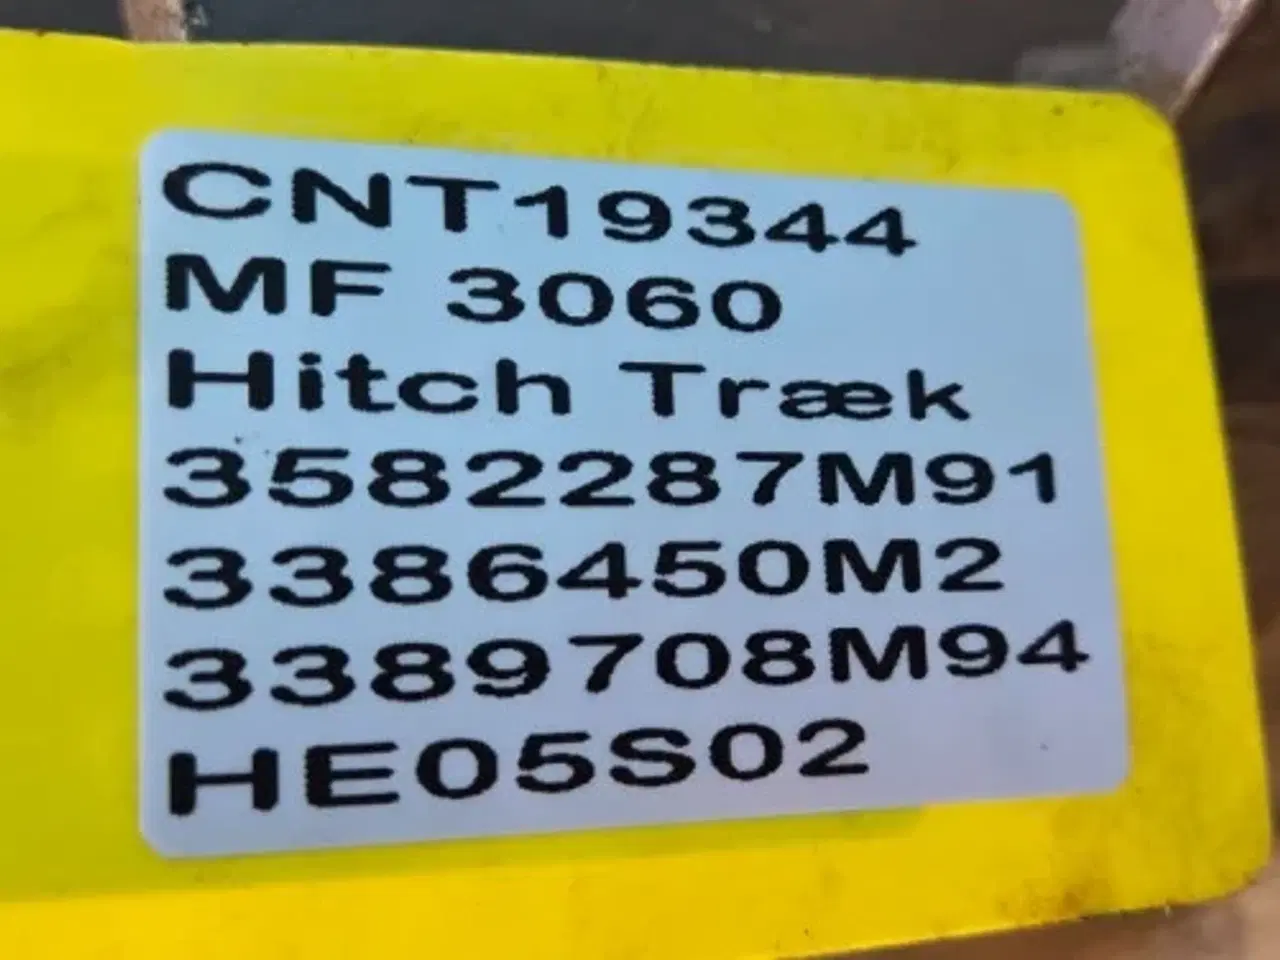 CNT19344
MF 3060
Hitch Træk
3582287M91
3386450M2
3389708M94
HE05S02